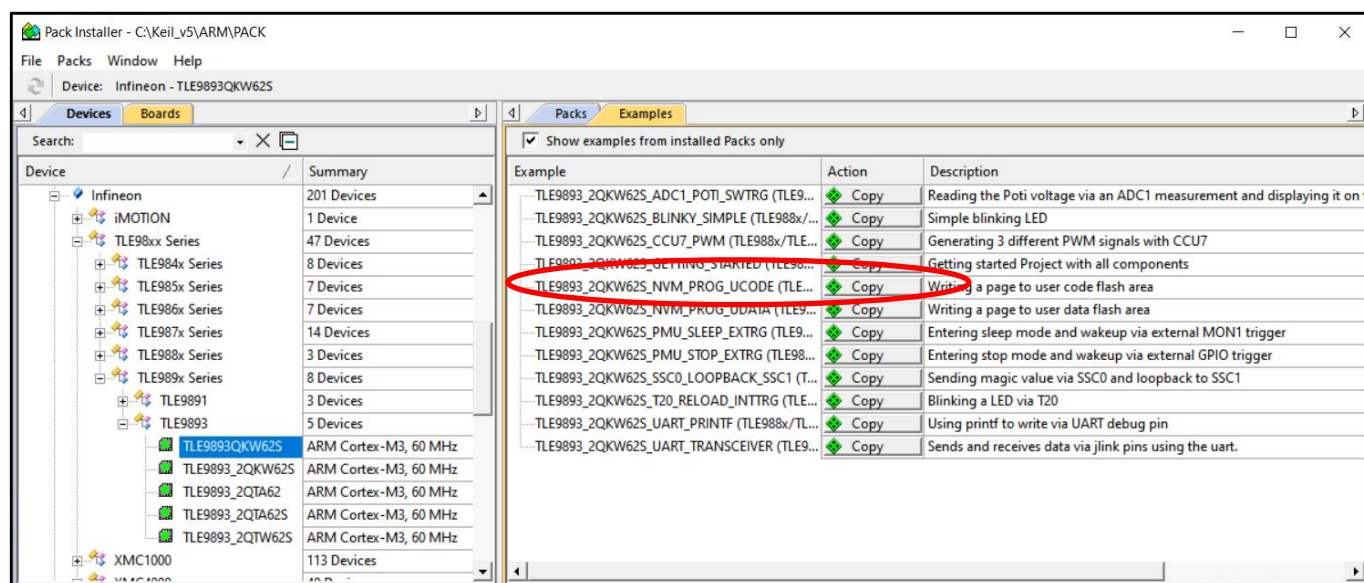 Pack Installer - C:\Keil_v5\ARM\PACK
File Packs Window Help
Device: Infineon - TLE9893QKW62S
Devices Boards
Packs Examples
Search:
Show examples from installed Packs only
Device Summary
Example Action Description
Infineon 201 Devices
TLE9893_2QKW62S_ADC1_POTI_SWTRG (TLE9... Copy Reading the Poti voltage via an ADC1 measurement and displaying it on
iMOTION 1 Device
TLE9893_2QKW62S_BLINKY_SIMPLE (TLE988x/... Copy Simple blinking LED
TLE98xx Series 47 Devices
TLE9893_2QKW62S_CCU7_PWM (TLE988x/TLE... Copy Generating 3 different PWM signals with CCU7
TLE984x Series 8 Devices
TLE9893_2QKW62S_GETTING_STARTED (TLE98... Copy Getting started Project with all components
TLE985x Series 7 Devices
TLE9893_2QKW62S_NVM_PROG_UCODE (TLE... Copy Writing a page to user code flash area
TLE986x Series 7 Devices
TLE9893_2QKW62S_NVM_PROG_UDATA (TLE... Copy Writing a page to user data flash area
TLE987x Series 14 Devices
TLE9893_2QKW62S_PMU_SLEEP_EXTRG (TLE9... Copy Entering sleep mode and wakeup via external MON1 trigger
TLE988x Series 3 Devices
TLE9893_2QKW62S_PMU_STOP_EXTRG (TLE98... Copy Entering stop mode and wakeup via external GPIO trigger
TLE989x Series 8 Devices
TLE9893_2QKW62S_SSC0_LOOPBACK_SSC1 (T... Copy Sending magic value via SSC0 and loopback to SSC1
TLE9891 3 Devices
TLE9893_2QKW62S_T20_RELOAD_INTTRG (TLE... Copy Blinking a LED via T20
TLE9893 5 Devices
TLE9893_2QKW62S_UART_PRINTF (TLE988x/TL... Copy Using printf to write via UART debug pin
TLE9893QKW62S ARM Cortex-M3, 60 MHz
TLE9893_2QKW62S_UART_TRANSCEIVER (TLE9... Copy Sends and receives data via jlink pins using the uart.
TLE9893_2QKW62S ARM Cortex-M3, 60 MHz
TLE9893_2QTA62 ARM Cortex-M3, 60 MHz
TLE9893_2QTA62S ARM Cortex-M3, 60 MHz
TLE9893_2QTW62S ARM Cortex-M3, 60 MHz
XMC1000 113 Devices